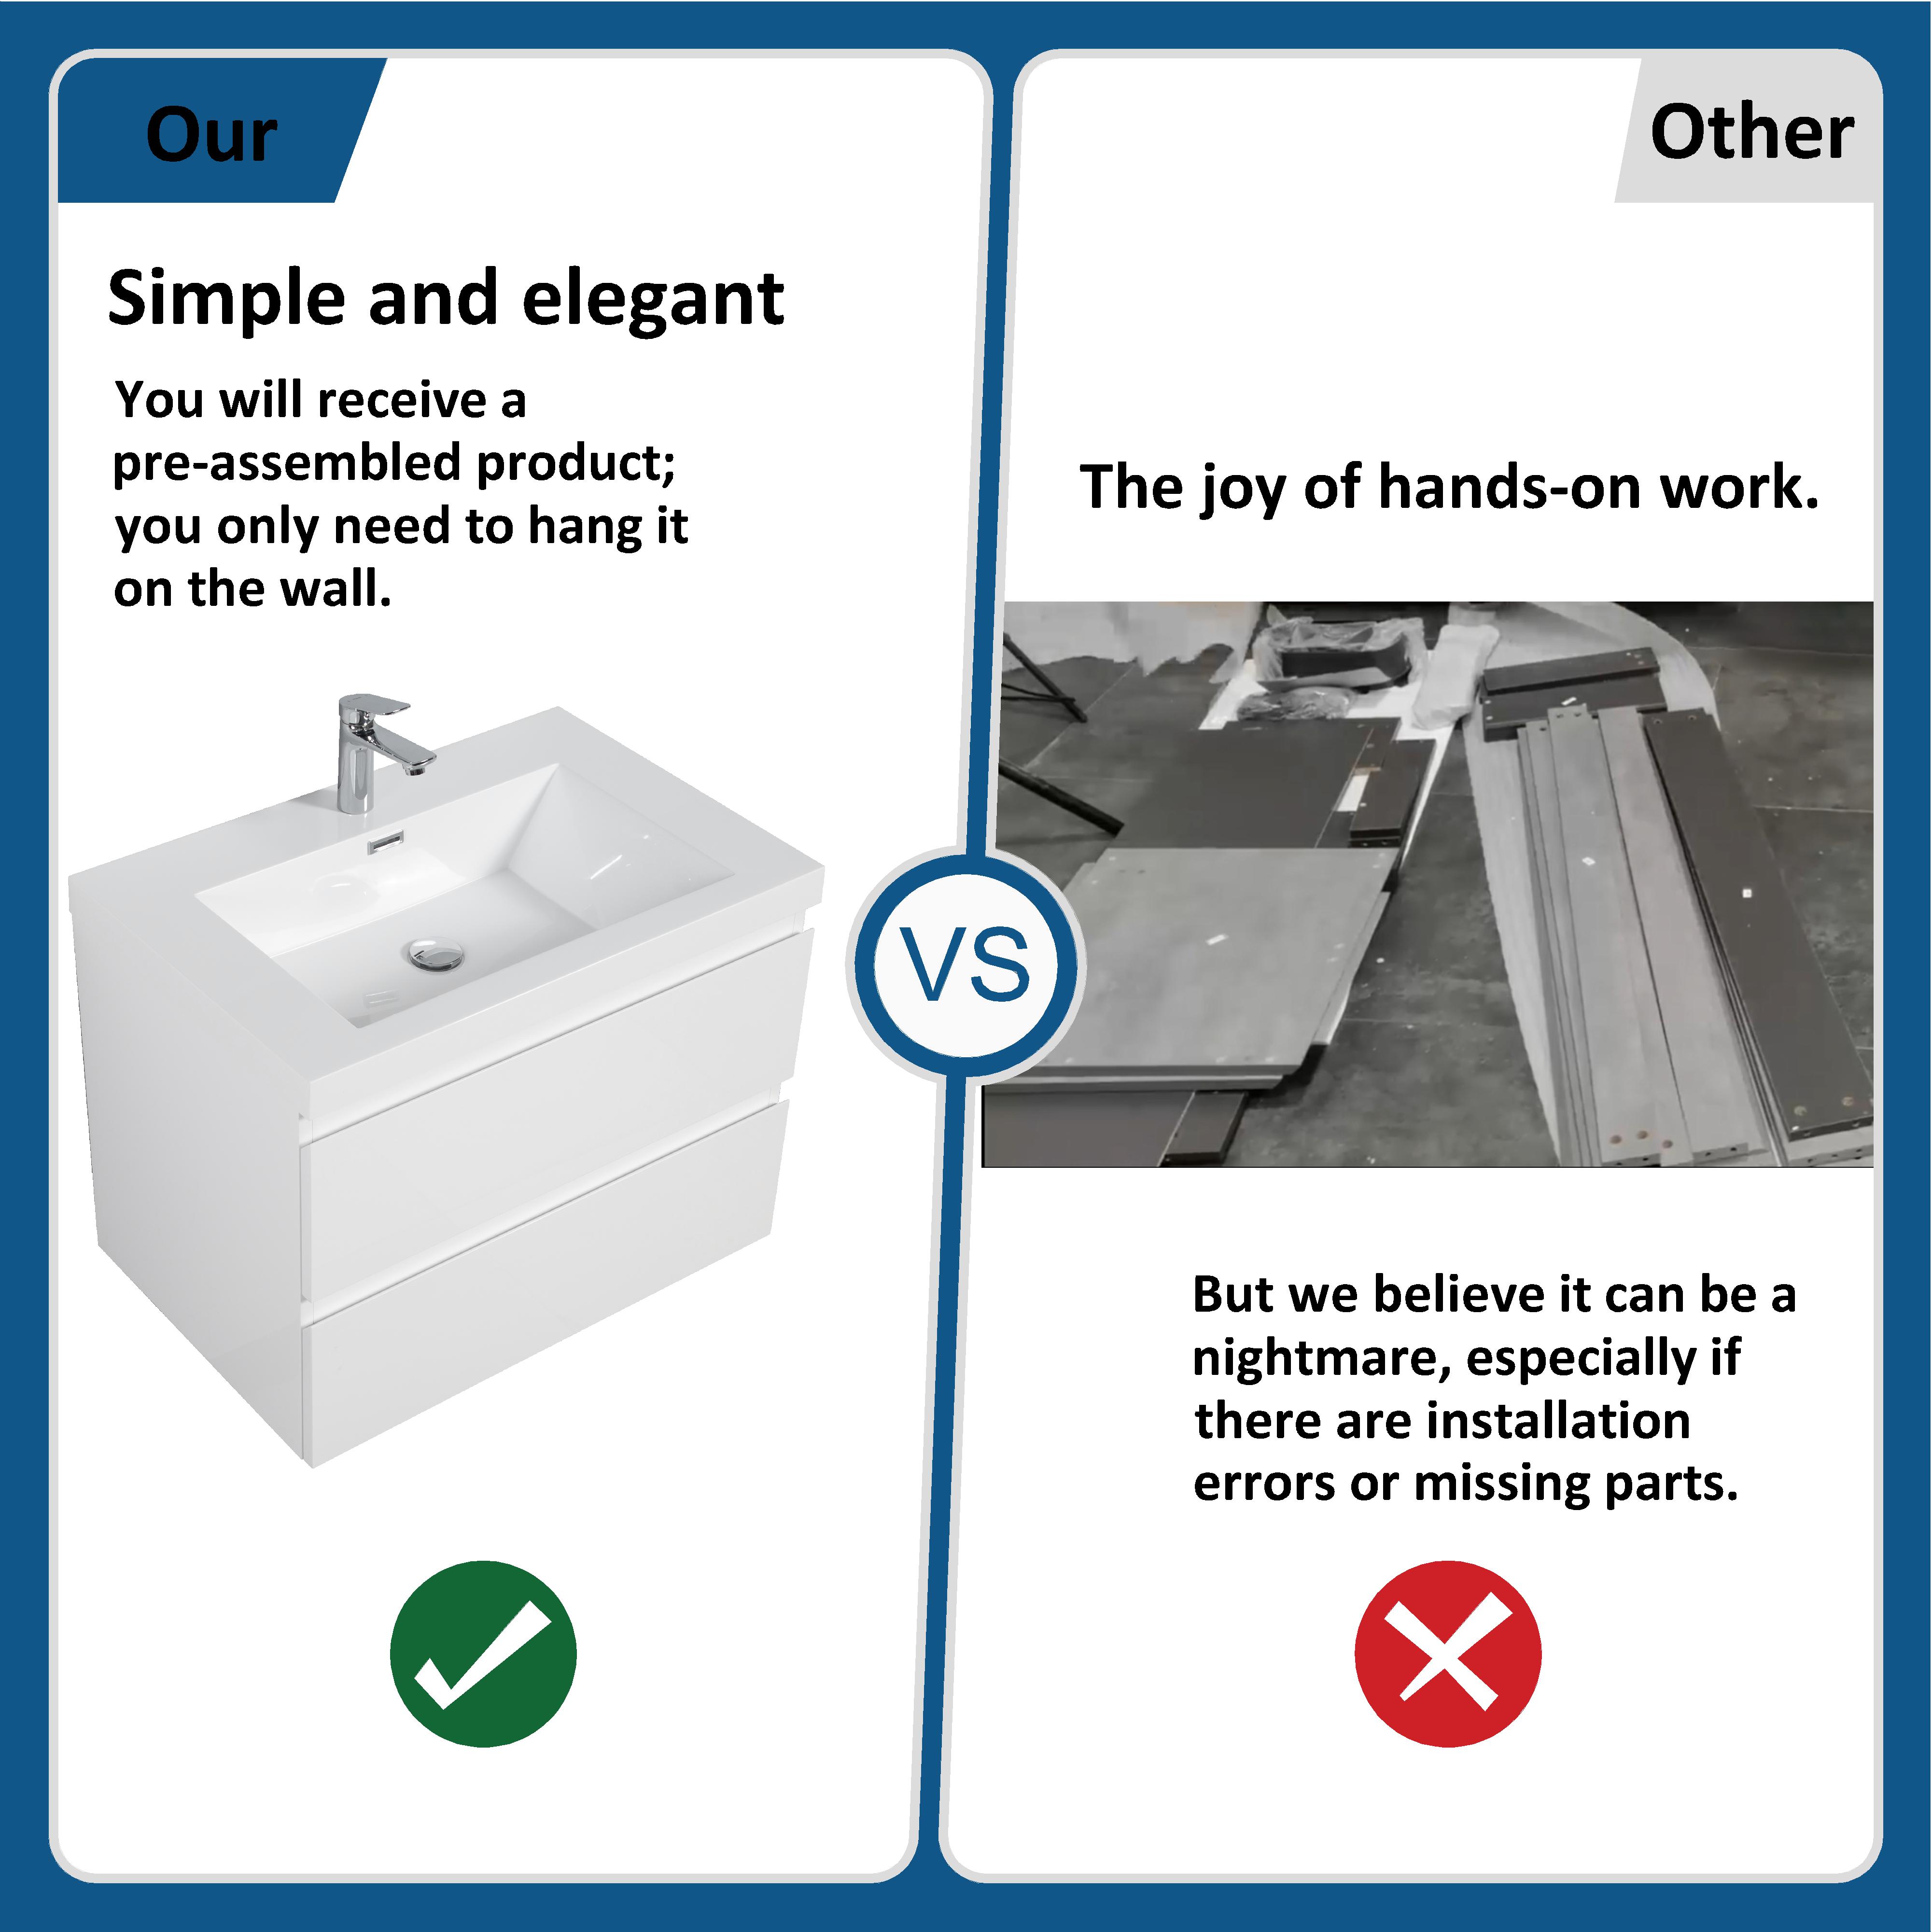 Our
Simple and elegant
You will receive a
pre-assembled product;
you only need to hang it
on the wall.
VS
Other
The joy of hands-on work.
But we believe it can be a
nightmare, especially if
there are installation
errors or missing parts.